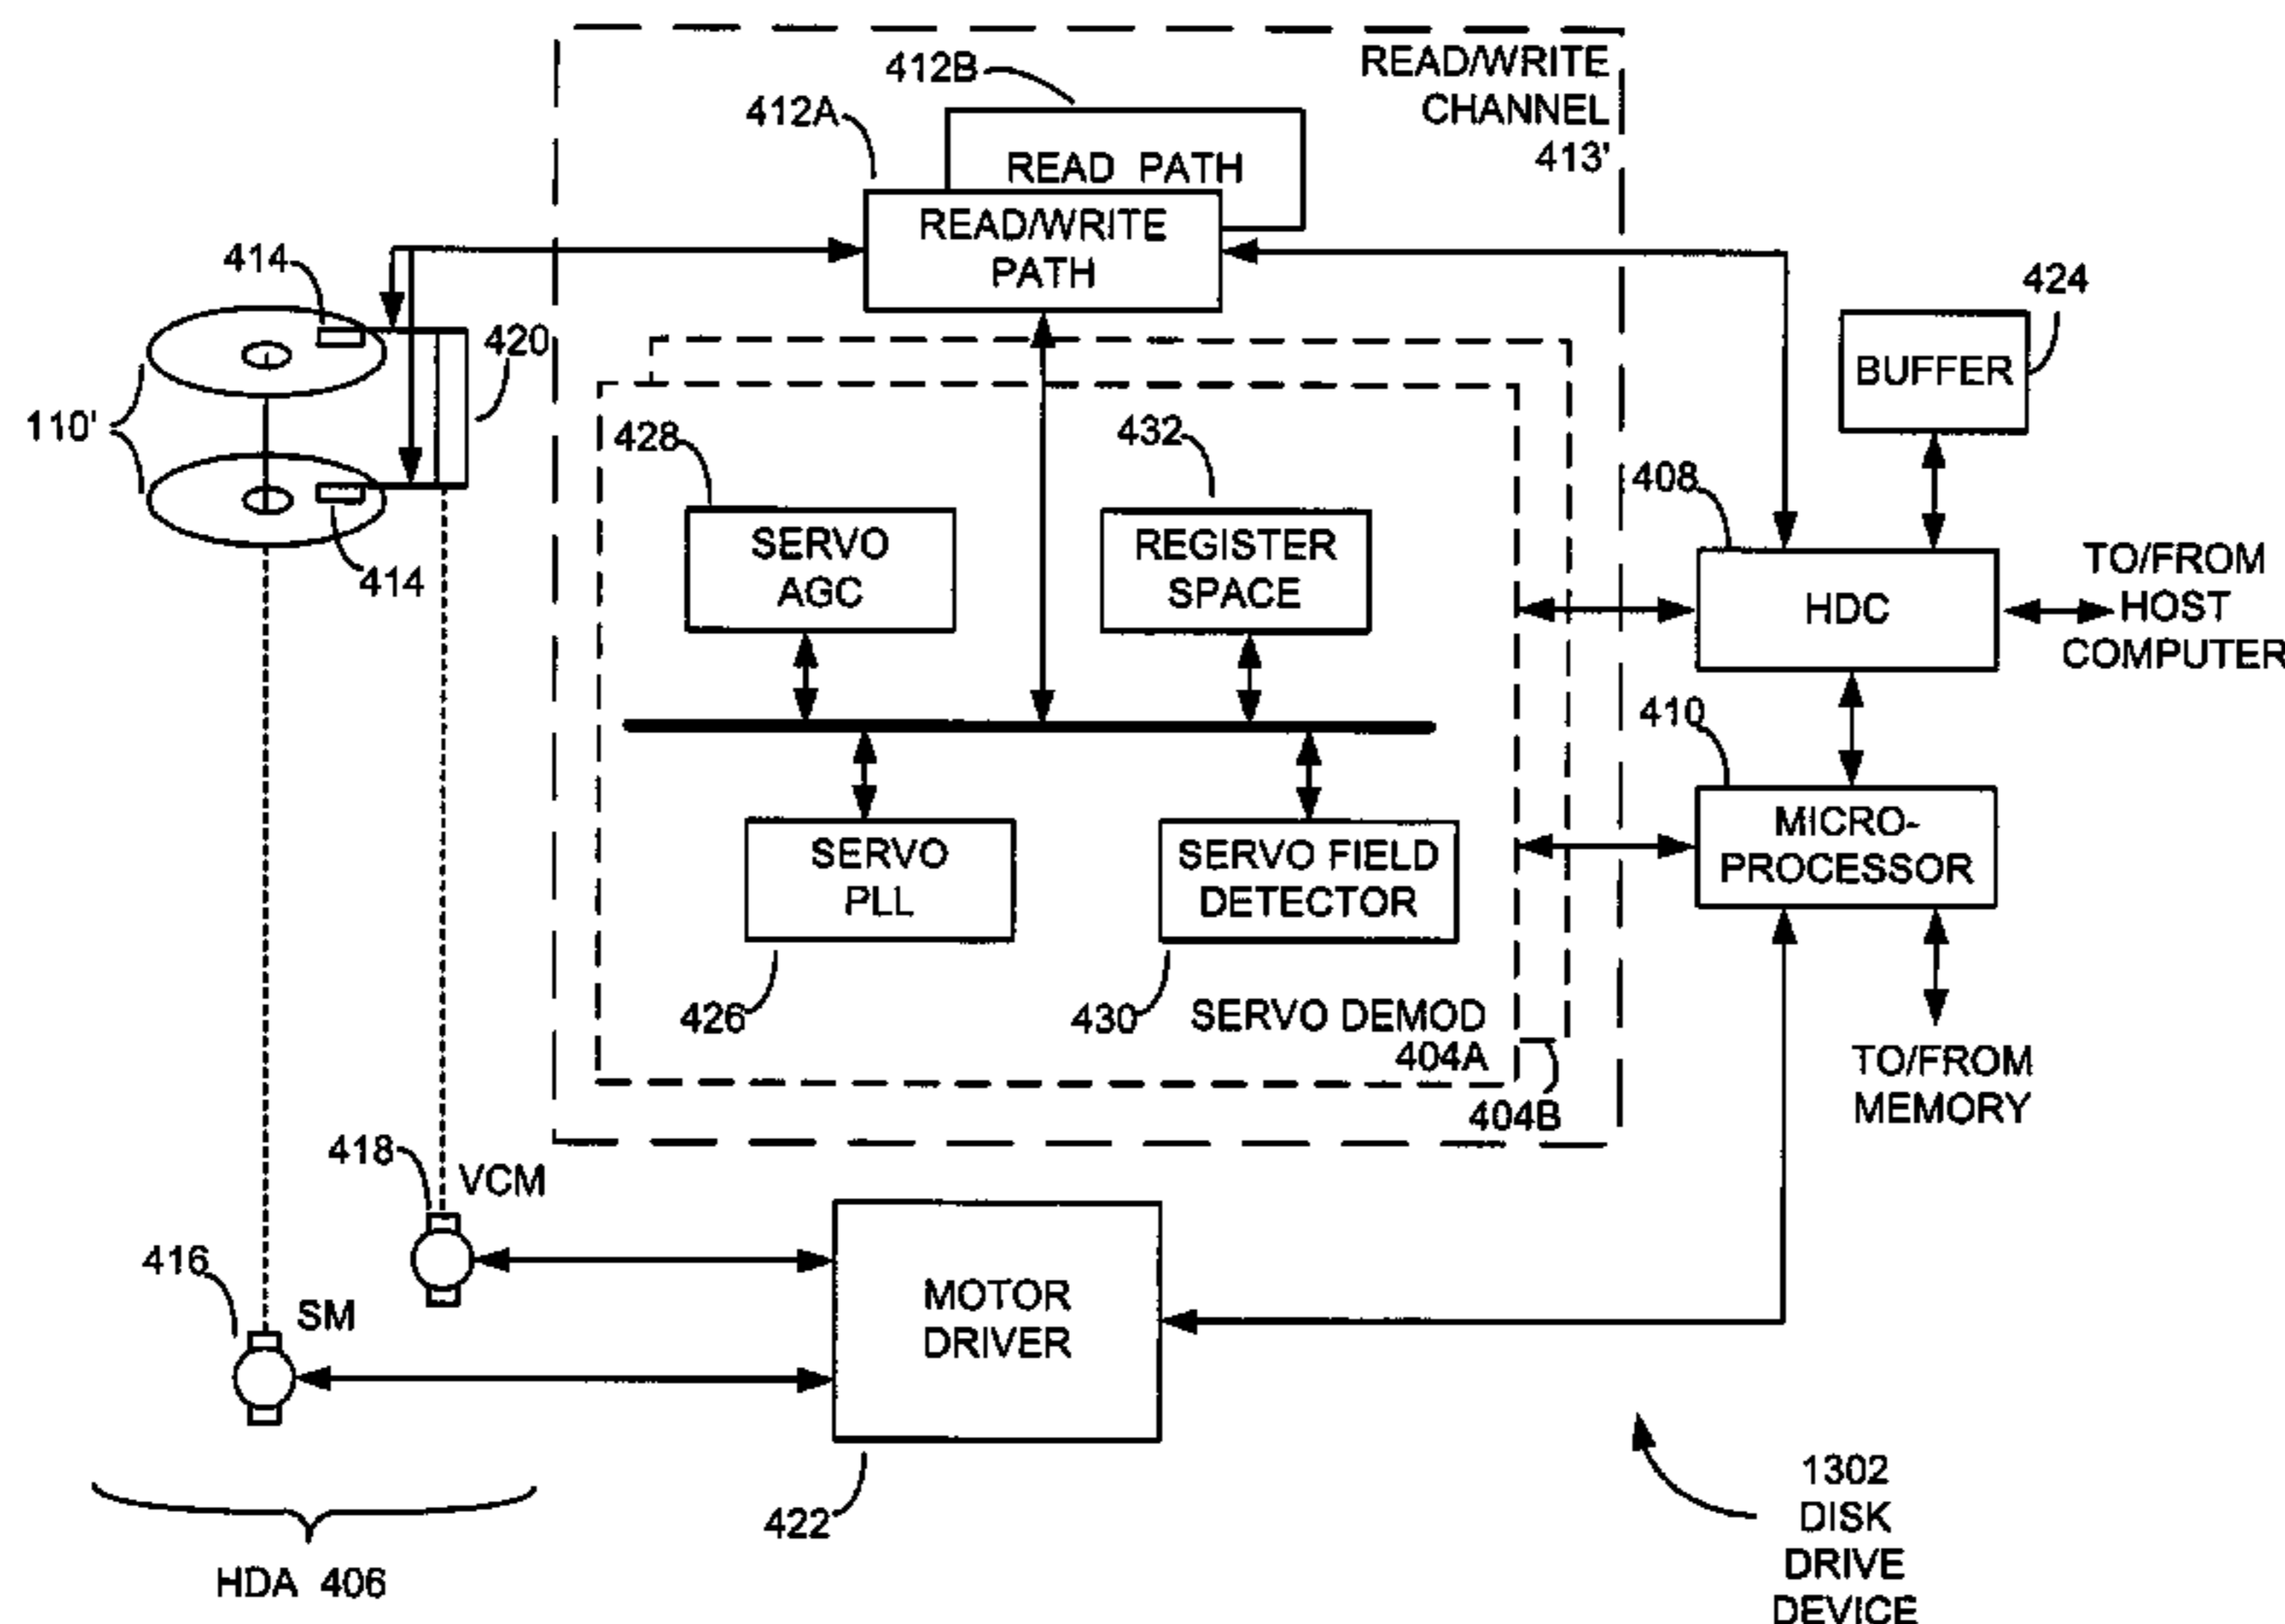 READ/WRITE
CHANNEL
413'
412B
412A
READ PATH
READ/WRITE
PATH
414
420
110'
414
424
BUFFER
428
432
408
SERVO
AGC
REGISTER
SPACE
HDC
TO/FROM
HOST
COMPUTER
410
SERVO
PLL
SERVO FIELD
DETECTOR
MICRO-
PROCESSOR
426
430
SERVO DEMOD
404A
404B
TO/FROM
MEMORY
418
VCM
416
SM
MOTOR
DRIVER
422
HDA 406
1302
DISK
DRIVE
DEVICE